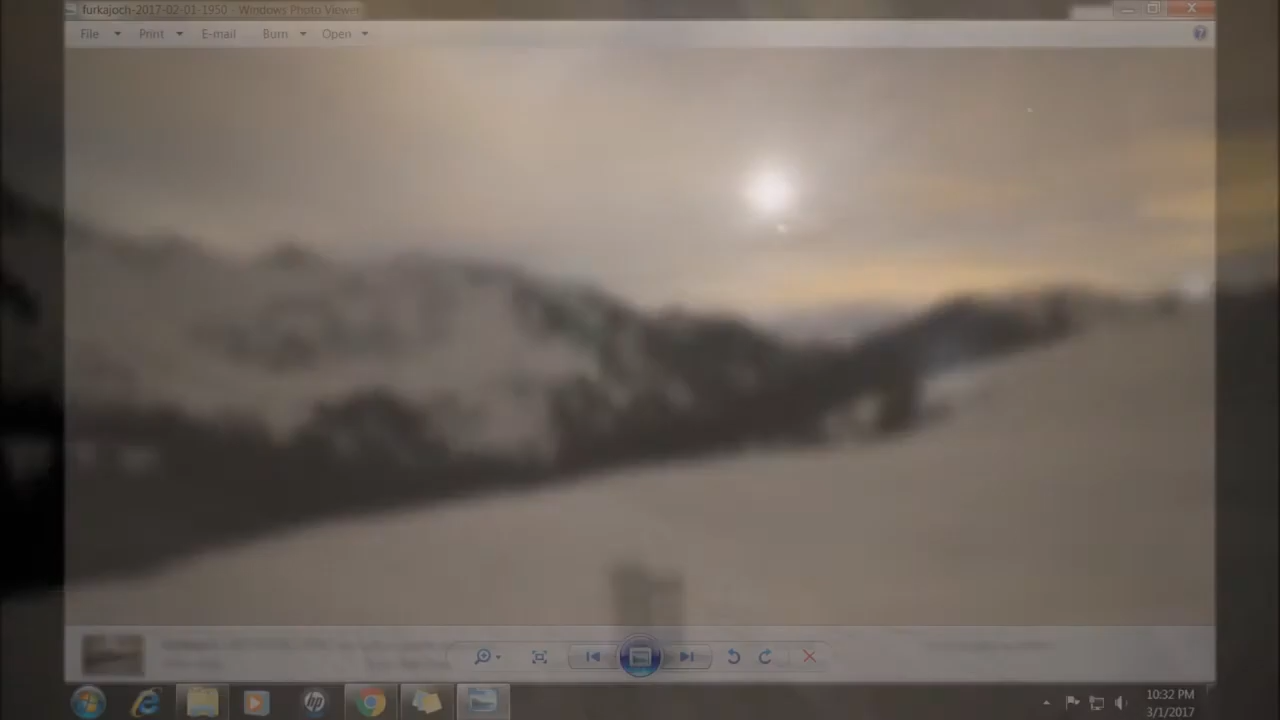 furkajoch-2017-02-01-1950 - Windows Photo Viewer
File Print E-mail Burn Open
?
hp
10:32 PM
3/1/2017